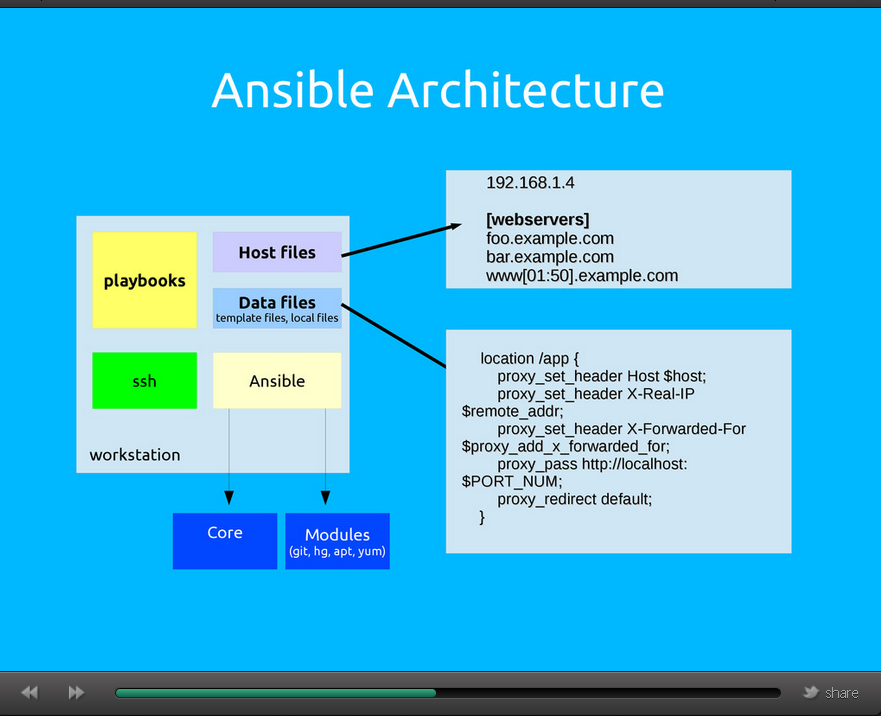 Ansible Architecture
playbooks
Host files
Data files
template files, local files
ssh
Ansible
workstation
Core
Modules
(git, hg, apt, yum)
192.168.1.4
[webservers]
foo.example.com
bar.example.com
www[01:50].example.com
location /app {
proxy_set_header Host $host;
proxy_set_header X-Real-IP
$remote_addr;
proxy_set_header X-Forwarded-For
$proxy_add_x_forwarded_for;
proxy_pass http://localhost:
$PORT_NUM;
proxy_redirect default;
}
share